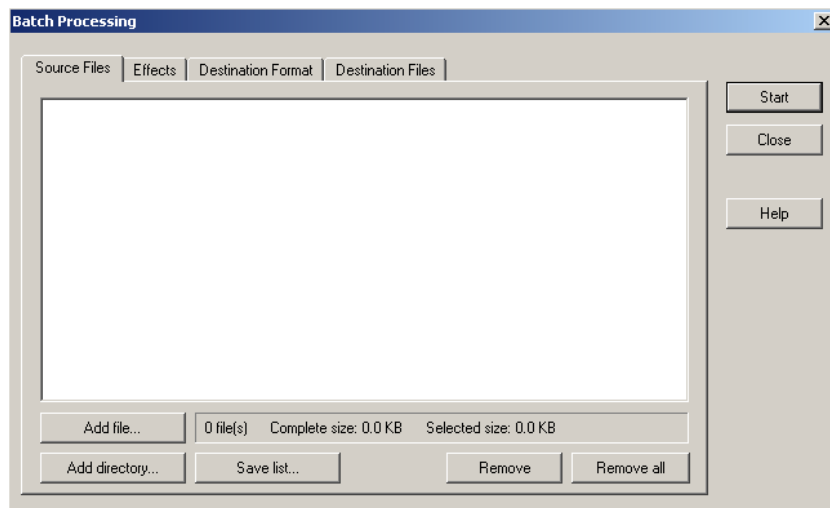 Batch Processing
Source Files Effects Destination Format Destination Files
Start
Close
Help
Add file... 0 file(s) Complete size: 0.0 KB Selected size: 0.0 KB
Add directory... Save list... Remove Remove all